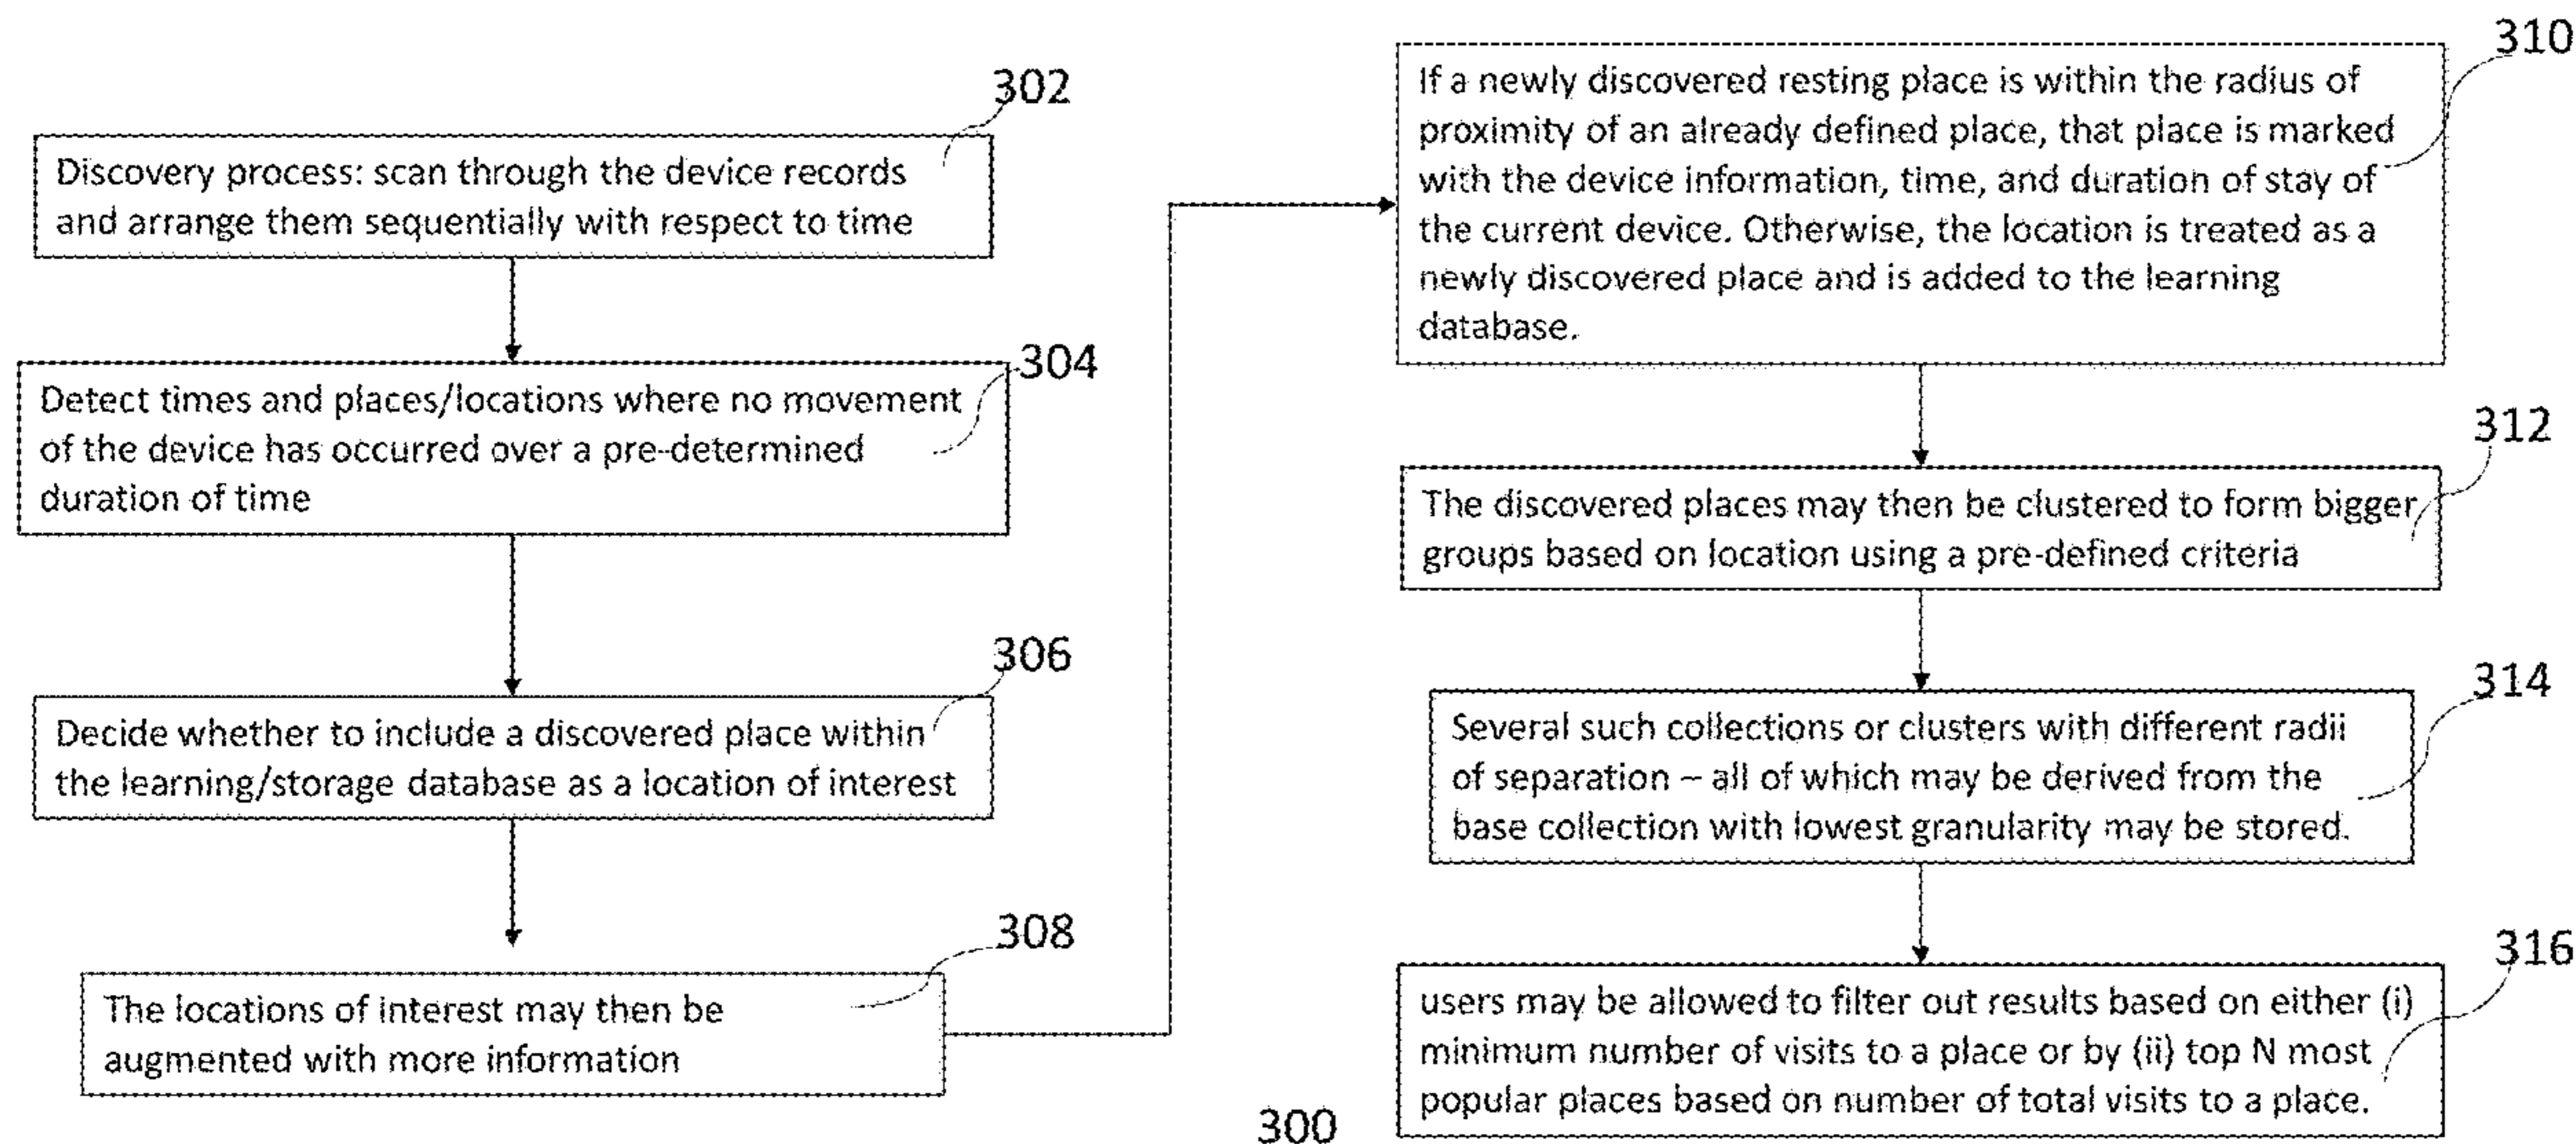 302
Discovery process: scan through the device records
and arrange them sequentially with respect to time
304
Detect times and places/locations where no movement
of the device has occurred over a pre-determined
duration of time
306
Decide whether to include a discovered place within
the learning/storage database as a location of interest
308
The locations of interest may then be
augmented with more information
310
If a newly discovered resting place is within the radius of
proximity of an already defined place, that place is marked
with the device information, time, and duration of stay of
the current device. Otherwise, the location is treated as a
newly discovered place and is added to the learning
database.
312
The discovered places may then be clustered to form bigger
groups based on location using a pre-defined criteria
314
Several such collections or clusters with different radii
of separation – all of which may be derived from the
base collection with lowest granularity may be stored.
316
users may be allowed to filter out results based on either (i)
minimum number of visits to a place or by (ii) top N most
popular places based on number of total visits to a place.
300